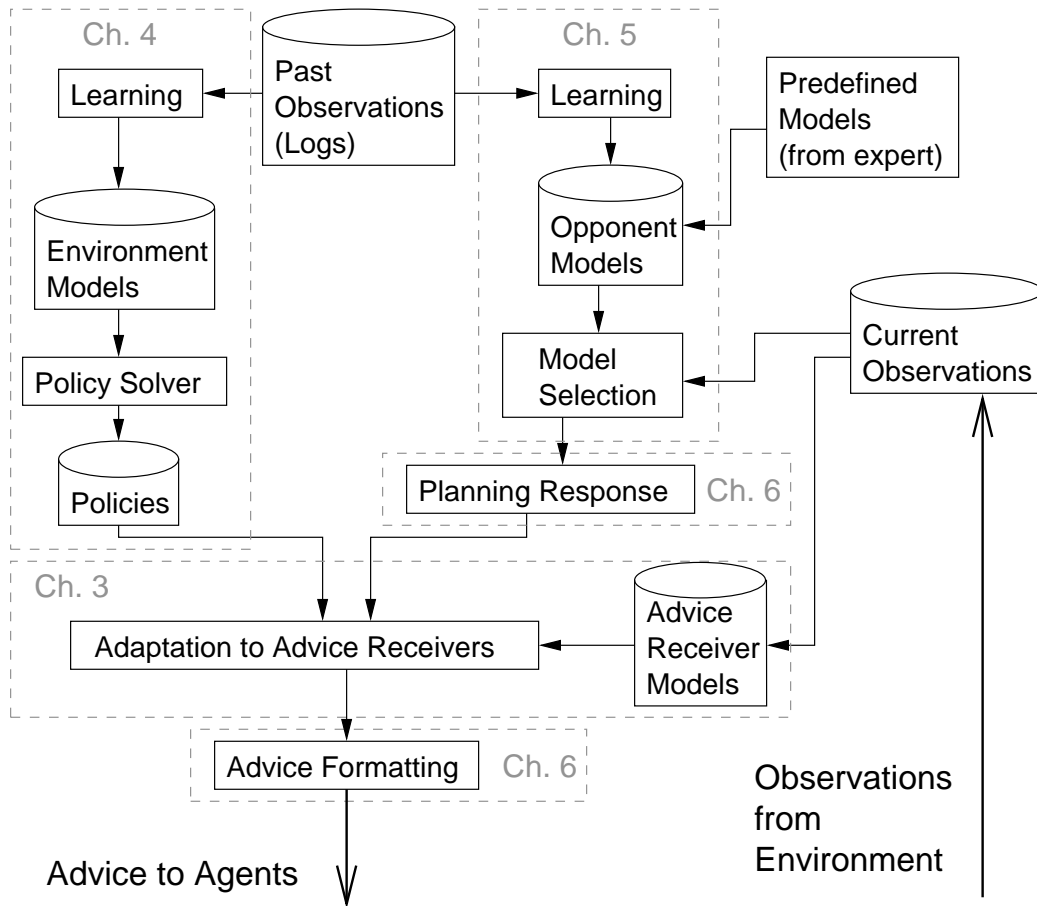 Ch. 4
Past
Observations
(Logs)
Ch. 5
Learning
Learning
Predefined
Models
(from expert)
Environment
Models
Opponent
Models
Current
Observations
Policy Solver
Model
Selection
Policies
Planning Response
Ch. 6
Ch. 3
Adaptation to Advice Receivers
Advice
Receiver
Models
Advice Formatting
Ch. 6
Observations
from
Environment
Advice to Agents